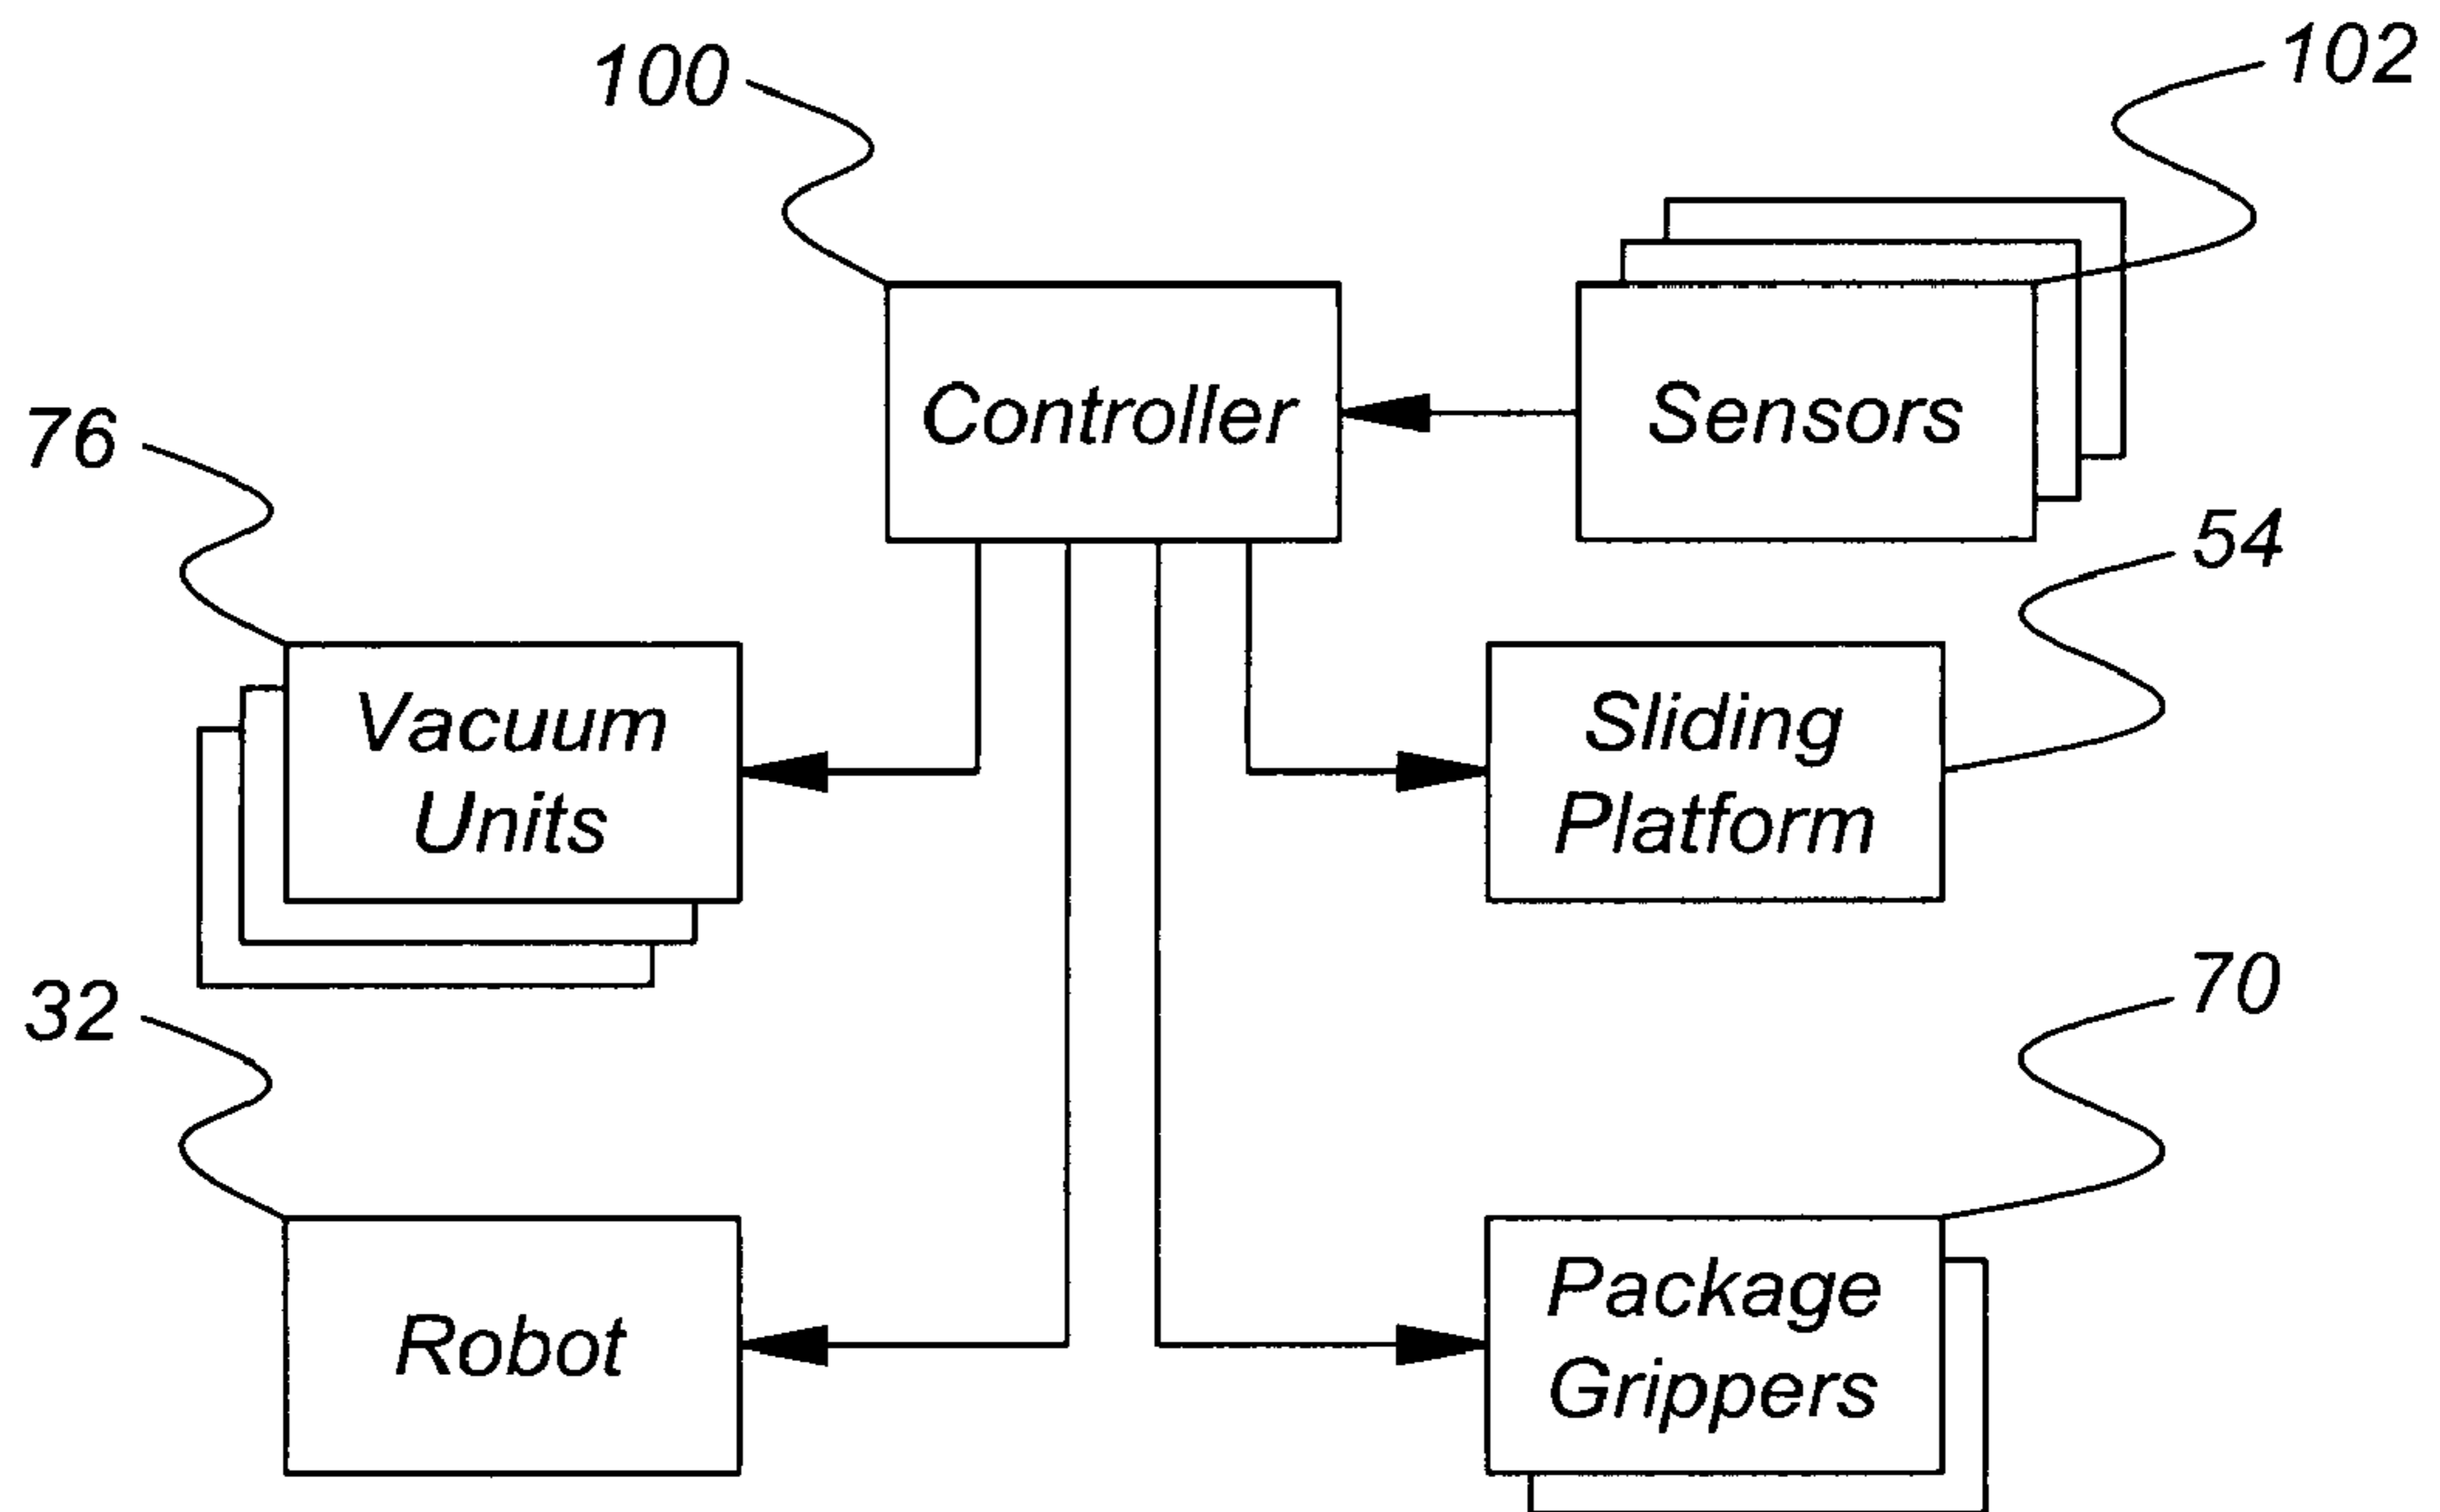 100
102
Controller
Sensors
76
54
Vacuum
Units
Sliding
Platform
32
70
Robot
Package
Grippers